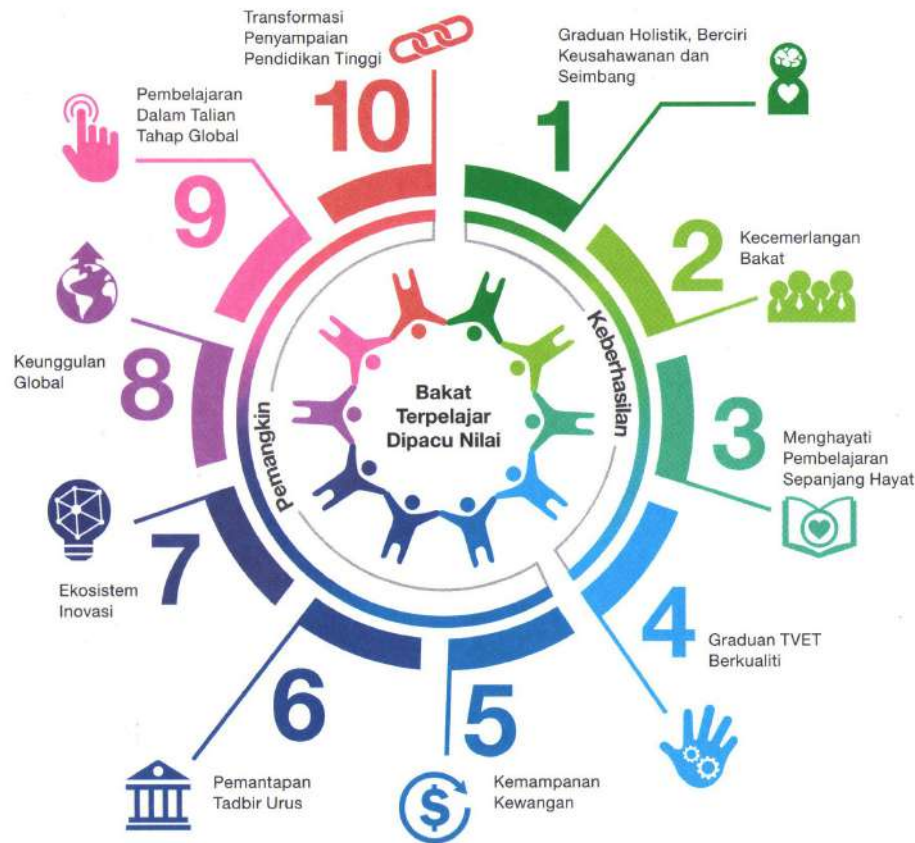 1
Graduan Holistik, Berciri
Keusahawanan dan
Seimbang
2
Kecemerlangan
Bakat
3
Menghayati
Pembelajaran
Sepanjang Hayat
4
Graduan TVET
Berkualiti
5
Kemampanan
Kewangan
$
6
Pemantapan
Tadbir Urus
7
Ekosistem
Inovasi
8
Keunggulan
Global
9
Pembelajaran
Dalam Talian
Tahap Global
10
Transformasi
Penyampaian
Pendidikan Tinggi
Keberhasilan
Pemangkin
Bakat
Terpelajar
Dipacu Nilai